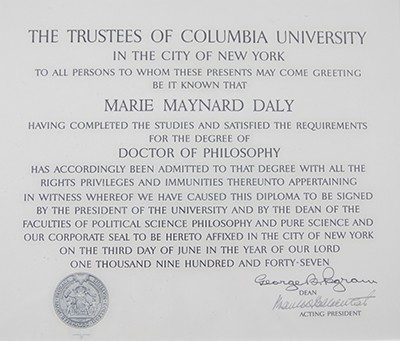 THE TRUSTEES OF COLUMBIA UNIVERSITY
IN THE CITY OF NEW YORK
TO ALL PERSONS TO WHOM THESE PRESENTS MAY COME GREETING
BE IT KNOWN THAT
MARIE MAYNARD DALY
HAVING COMPLETED THE STUDIES AND SATISFIED THE REQUIREMENTS
FOR THE DEGREE OF
DOCTOR OF PHILOSOPHY
HAS ACCORDINGLY BEEN ADMITTED TO THAT DEGREE WITH ALL THE
RIGHTS PRIVILEGES AND IMMUNITIES THEREUNTO APPERTAINING
IN WITNESS WHEREOF WE HAVE CAUSED THIS DIPLOMA TO BE SIGNED
BY THE PRESIDENT OF THE UNIVERSITY AND BY THE DEAN OF THE
FACULTIES OF POLITICAL SCIENCE PHILOSOPHY AND PURE SCIENCE AND
OUR CORPORATE SEAL TO BE HERETO AFFIXED IN THE CITY OF NEW YORK
ON THE THIRD DAY OF JUNE IN THE YEAR OF OUR LORD
ONE THOUSAND NINE HUNDRED AND FORTY-SEVEN
George B. Pegram
DEAN
ACTING PRESIDENT